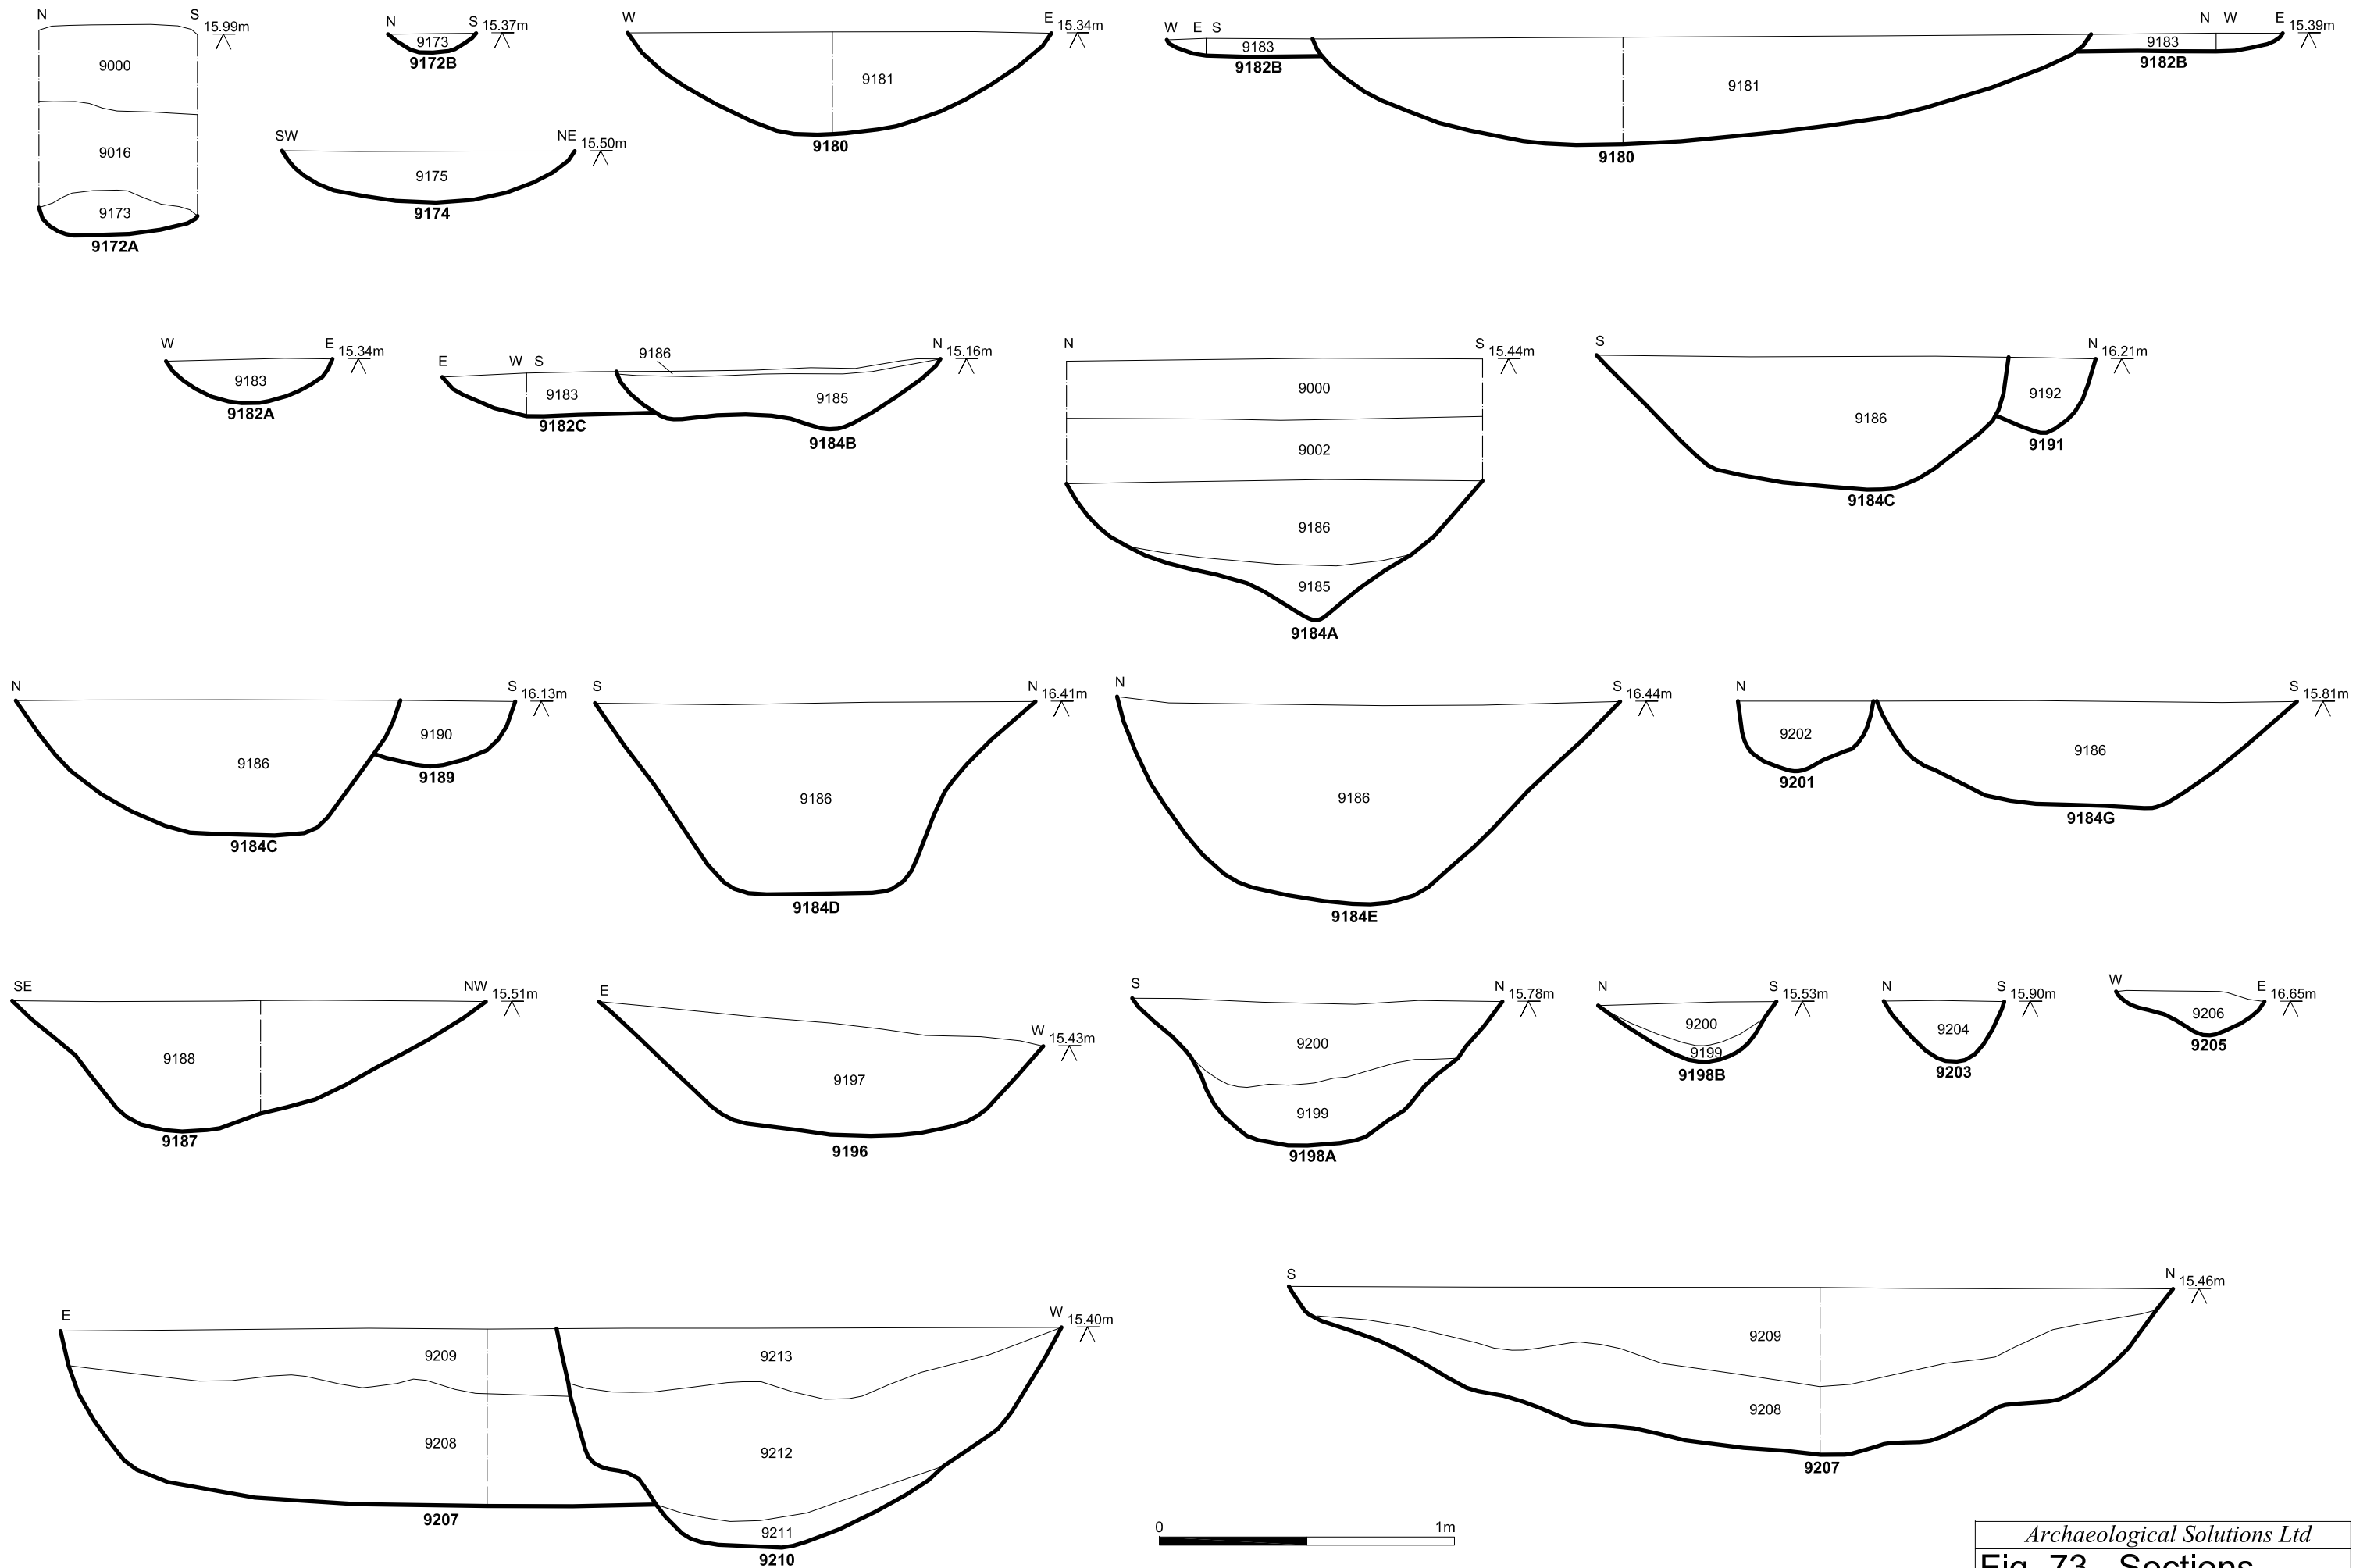 N S 15.99m
9000
9016
9173
9172A
N S 15.37m
9173
9172B
SW NE 15.50m
9175
9174
W E 15.34m
9181
9180
W E S N W E 15.39m
9183 9181 9183
9182B 9180 9182B
W E 15.34m
9183
9182A
E W S 9186 N 15.16m
9183 9185
9182C 9184B
N S 15.44m
9000
9002
9186
9185
9184A
S N 16.21m
9186 9192
9191
9184C
N S 16.13m
9186 9190
9189
9184C
S N 16.41m
9186
9184D
N S 16.44m
9186
9184E
N S 15.81m
9202 9186
9201
9184G
SE NW 15.51m
9188
9187
E W 15.43m
9197
9196
S N 15.78m
9200
9199
9198A
N S 15.53m
9200
9199
9198B
N S 15.90m
9204
9203
W E 16.65m
9206
9205
E W 15.40m
9209 9213
9208 9212
9207
9211
9210
S N 15.46m
9209
9208
9207
0 1m
Archaeological Solutions Ltd
Fig. 73 Sections